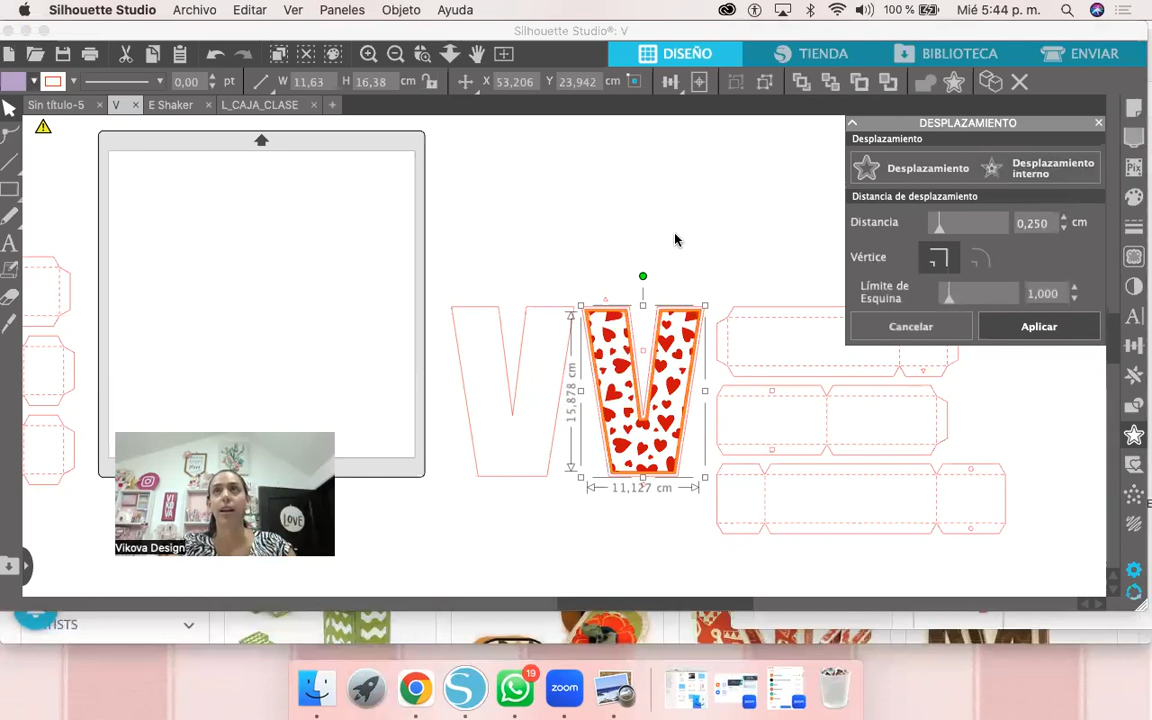 Silhouette Studio Archivo Editar Ver Paneles Objeto Ayuda 100 % Mié 5:44 p. m.
Silhouette Studio®: V
DISEÑO TIENDA BIBLIOTECA ENVIAR
0,00 pt W 11,63 H 16,38 cm X 53,206 Y 23,942 cm
Sin título-5 × V × E Shaker × L_CAJA_CLASE × +
DESPLAZAMIENTO
Desplazamiento
Desplazamiento
Desplazamiento interno
Distancia de desplazamiento
Distancia 0,250 cm
Vértice
Límite de Esquina 1,000
Cancelar Aplicar
15,878 cm
11,127 cm
LOVE
Vikova Design
ISTS
19
zoom